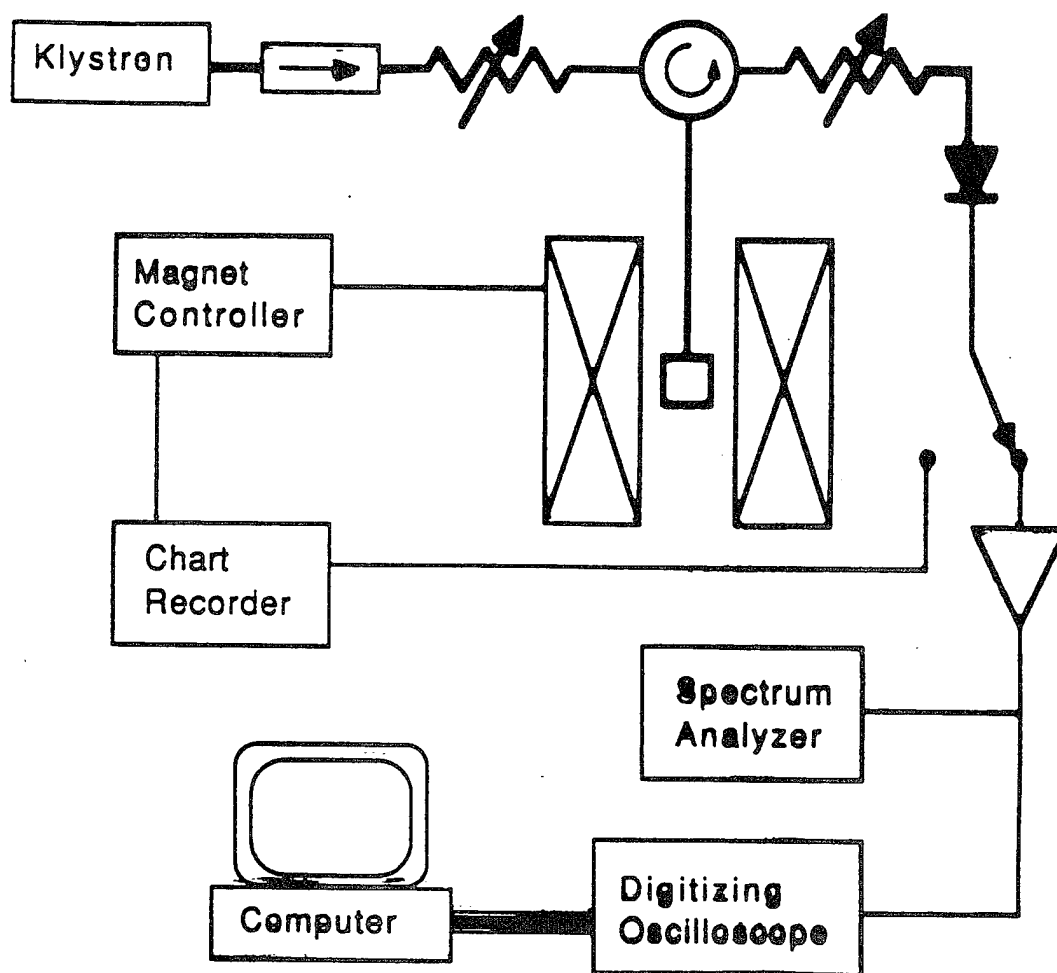 Klystron
Magnet
Controller
Chart
Recorder
Spectrum
Analyzer
Computer
Digitizing
Oscilloscope